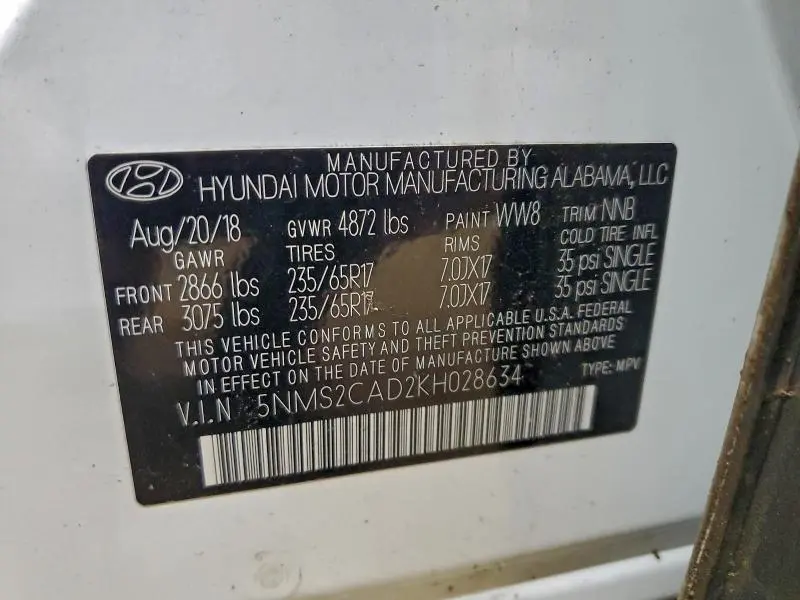 MANUFACTURED BY
HYUNDAI MOTOR MANUFACTURING ALABAMA, LLC
Aug/20/18 GVWR 4872 lbs PAINT WW8 TRIM NNB
GAWR TIRES RIMS COLD TIRE INFL
FRONT 2866 lbs 235/65R17 7.0JX17 35 psi SINGLE
REAR 3075 lbs 235/65R17 7.0JX17 35 psi SINGLE
THIS VEHICLE CONFORMS TO ALL APPLICABLE U.S.A. FEDERAL
MOTOR VEHICLE SAFETY AND THEFT PREVENTION STANDARDS
IN EFFECT ON THE DATE OF MANUFACTURE SHOWN ABOVE
V.I.N 5NMS2CAD2KH028634 TYPE: MPV